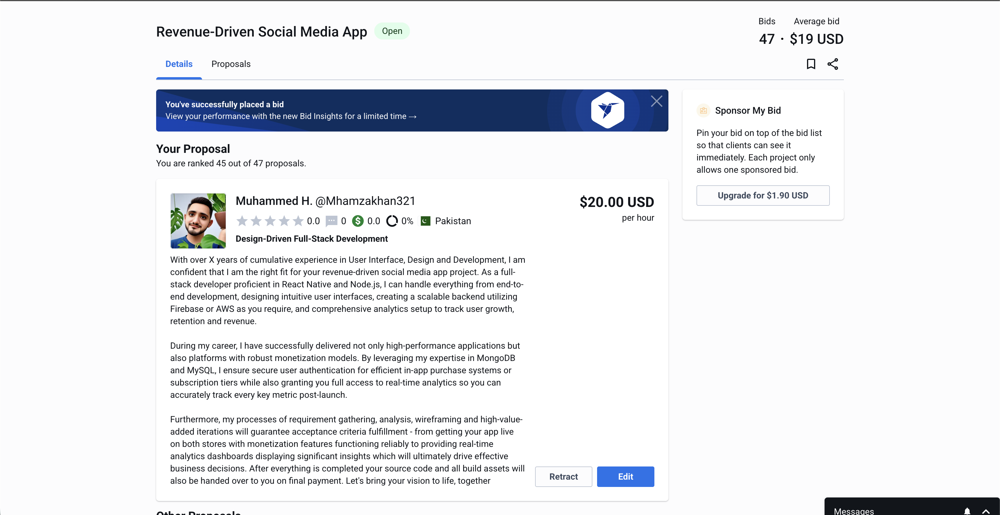 Revenue-Driven Social Media App
Open
Bids
Average bid
47 · $19 USD
Details
Proposals
You've successfully placed a bid
View your performance with the new Bid Insights for a limited time →
Sponsor My Bid
Pin your bid on top of the bid list
so that clients can see it
immediately. Each project only
allows one sponsored bid.
Upgrade for $1.90 USD
Your Proposal
You are ranked 45 out of 47 proposals.
Muhammed H. @Mhamzakhan321
$20.00 USD
per hour
0.0 0 0.0 0% Pakistan
Design-Driven Full-Stack Development
With over X years of cumulative experience in User Interface, Design and Development, I am
confident that I am the right fit for your revenue-driven social media app project. As a full-
stack developer proficient in React Native and Node.js, I can handle everything from end-to-
end development, designing intuitive user interfaces, creating a scalable backend utilizing
Firebase or AWS as you require, and comprehensive analytics setup to track user growth,
retention and revenue.
During my career, I have successfully delivered not only high-performance applications but
also platforms with robust monetization models. By leveraging my expertise in MongoDB
and MySQL, I ensure secure user authentication for efficient in-app purchase systems or
subscription tiers while also granting you full access to real-time analytics so you can
accurately track every key metric post-launch.
Furthermore, my processes of requirement gathering, analysis, wireframing and high-value-
added iterations will guarantee acceptance criteria fulfillment - from getting your app live
on both stores with monetization features functioning reliably to providing real-time
analytics dashboards displaying significant insights which will ultimately drive effective
business decisions. After everything is completed your source code and all build assets will
also be handed over to you on final payment. Let's bring your vision to life, together
Retract
Edit
Other Proposals
Messages